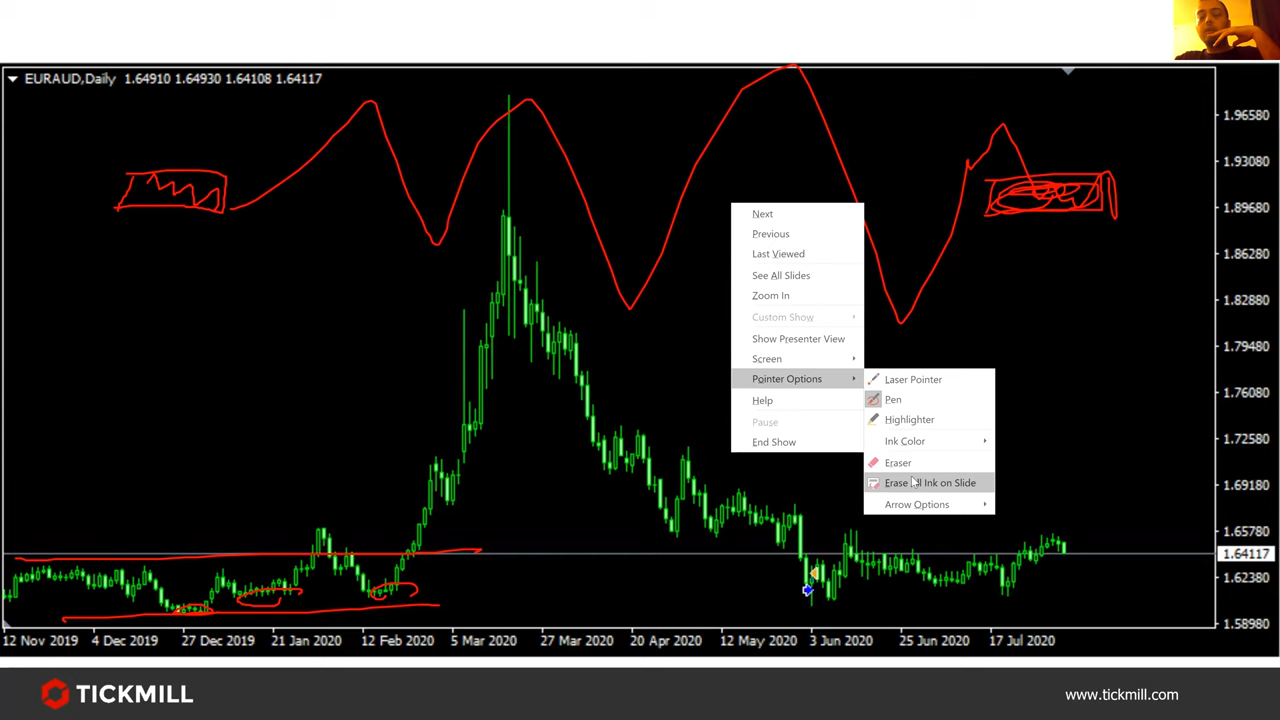 EURAUD,Daily 1.64910 1.64930 1.64108 1.64117
1.96580
1.93080
1.89680
1.86280
1.82880
1.79480
1.76080
1.72580
1.69180
1.65780
1.64117
1.62380
1.58980
Next
Previous
Last Viewed
See All Slides
Zoom In
Custom Show
Show Presenter View
Screen
Pointer Options
Help
Pause
End Show
Laser Pointer
Pen
Highlighter
Ink Color
Eraser
Erase All Ink on Slide
Arrow Options
12 Nov 2019 4 Dec 2019 27 Dec 2019 21 Jan 2020 12 Feb 2020 5 Mar 2020 27 Mar 2020 20 Apr 2020 12 May 2020 3 Jun 2020 25 Jun 2020 17 Jul 2020
TICKMILL www.tickmill.com